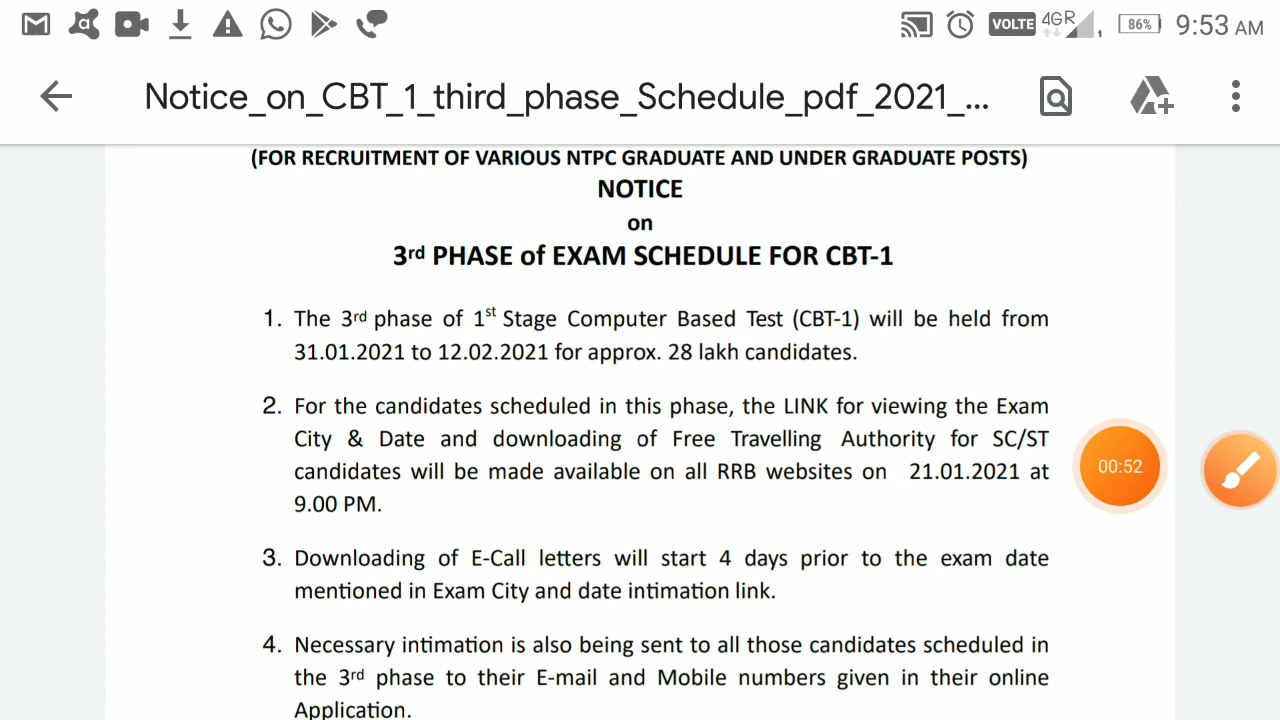 VOLTE 4GR 86% 9:53 AM
Notice_on_CBT_1_third_phase_Schedule_pdf_2021_...
(FOR RECRUITMENT OF VARIOUS NTPC GRADUATE AND UNDER GRADUATE POSTS)
NOTICE
on
3rd PHASE of EXAM SCHEDULE FOR CBT-1
1. The 3rd phase of 1st Stage Computer Based Test (CBT-1) will be held from
31.01.2021 to 12.02.2021 for approx. 28 lakh candidates.
2. For the candidates scheduled in this phase, the LINK for viewing the Exam
City & Date and downloading of Free Travelling Authority for SC/ST
candidates will be made available on all RRB websites on 21.01.2021 at
9.00 PM.
00:52
3. Downloading of E-Call letters will start 4 days prior to the exam date
mentioned in Exam City and date intimation link.
4. Necessary intimation is also being sent to all those candidates scheduled in
the 3rd phase to their E-mail and Mobile numbers given in their online
Application.